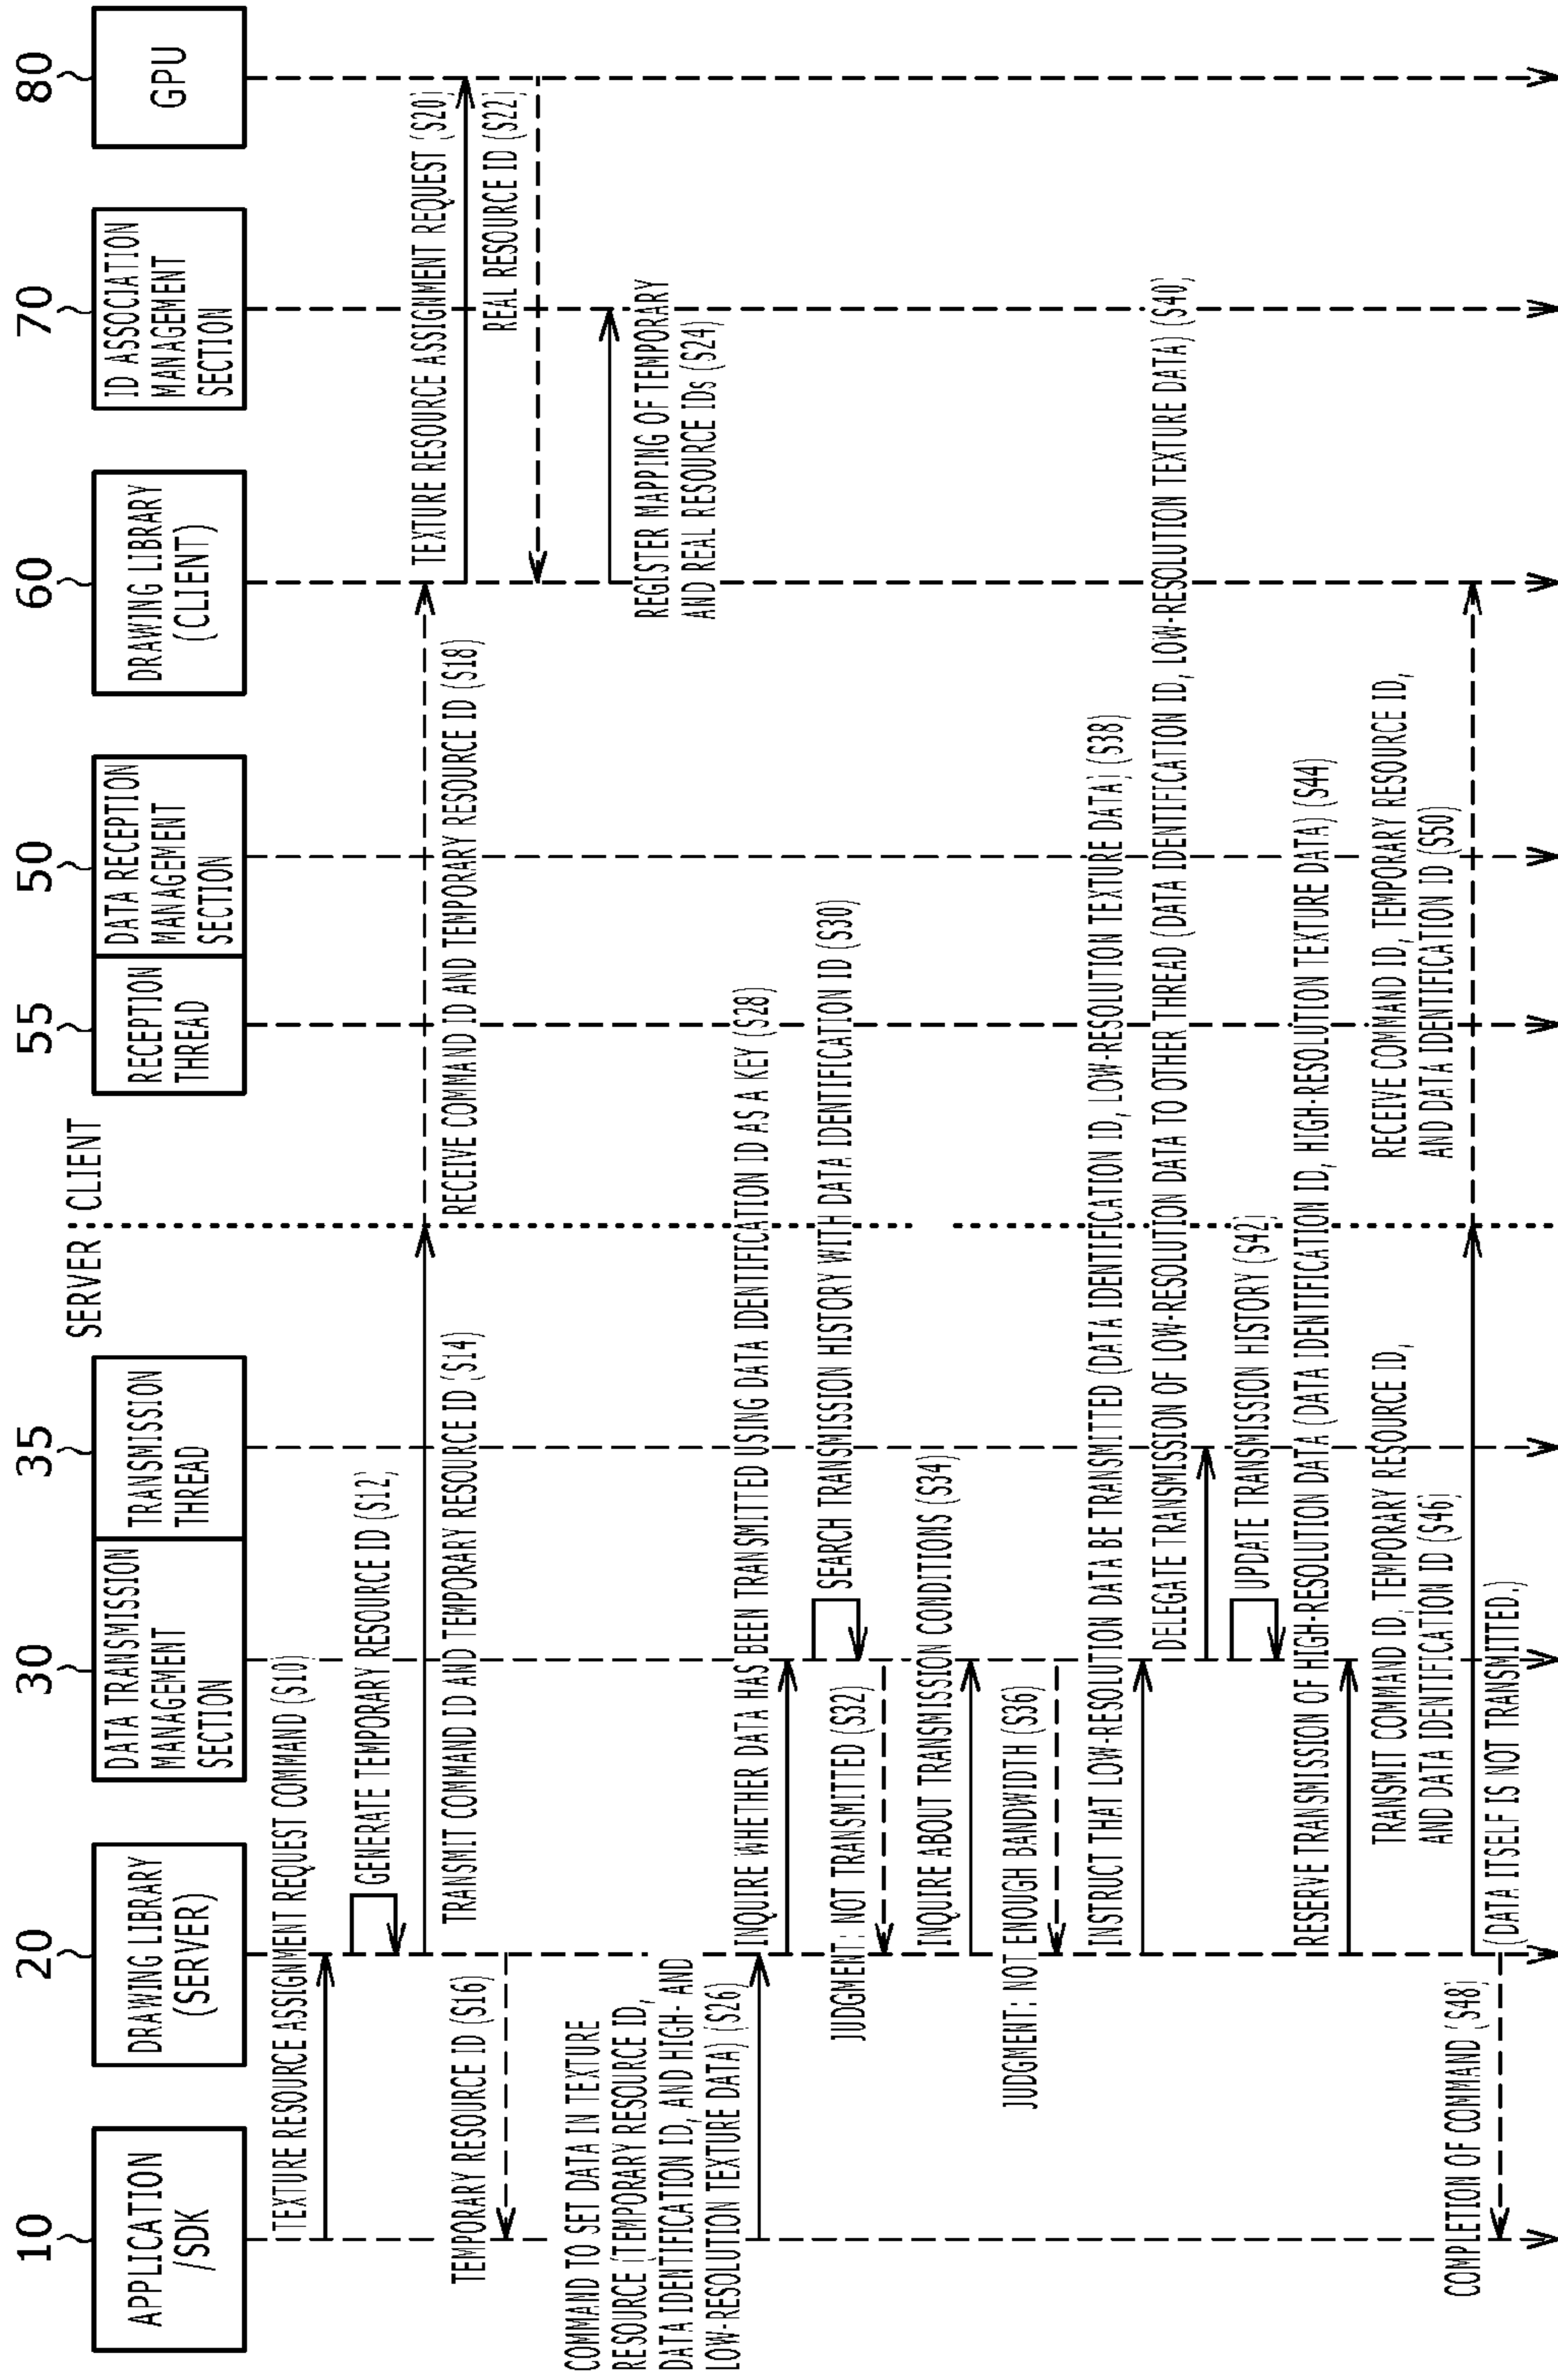 10
20
30
35
55
50
60
70
80
APPLICATION
/SDK
DRAWING LIBRARY
(SERVER)
DATA TRANSMISSION
MANAGEMENT
SECTION
TRANSMISSION
THREAD
SERVER
CLIENT
RECEPTION
THREAD
DATA RECEPTION
MANAGEMENT
SECTION
DRAWING LIBRARY
(CLIENT)
ID ASSOCIATION
MANAGEMENT
SECTION
GPU
TEXTURE RESOURCE ASSIGNMENT REQUEST COMMAND (S10)
GENERATE TEMPORARY RESOURCE ID (S12)
TRANSMIT COMMAND ID AND TEMPORARY RESOURCE ID (S14)
TEMPORARY RESOURCE ID (S16)
RECEIVE COMMAND ID AND TEMPORARY RESOURCE ID (S18)
TEXTURE RESOURCE ASSIGNMENT REQUEST (S20)
REAL RESOURCE ID (S22)
REGISTER MAPPING OF TEMPORARY
AND REAL RESOURCE IDs (S24)
COMMAND TO SET DATA IN TEXTURE
RESOURCE (TEMPORARY RESOURCE ID,
DATA IDENTIFICATION ID, AND HIGH- AND
LOW-RESOLUTION TEXTURE DATA) (S26)
INQUIRE WHETHER DATA HAS BEEN TRANSMITTED USING DATA IDENTIFICATION ID AS A KEY (S28)
SEARCH TRANSMISSION HISTORY WITH DATA IDENTIFICATION ID (S30)
JUDGMENT: NOT TRANSMITTED (S32)
INQUIRE ABOUT TRANSMISSION CONDITIONS (S34)
JUDGMENT: NOT ENOUGH BANDWIDTH (S36)
INSTRUCT THAT LOW-RESOLUTION DATA BE TRANSMITTED (DATA IDENTIFICATION ID, LOW-RESOLUTION TEXTURE DATA) (S38)
DELEGATE TRANSMISSION OF LOW-RESOLUTION DATA TO OTHER THREAD (DATA IDENTIFICATION ID, LOW-RESOLUTION TEXTURE DATA) (S40)
UPDATE TRANSMISSION HISTORY (S42)
RESERVE TRANSMISSION OF HIGH-RESOLUTION DATA (DATA IDENTIFICATION ID, HIGH-RESOLUTION TEXTURE DATA) (S44)
TRANSMIT COMMAND ID, TEMPORARY RESOURCE ID,
AND DATA IDENTIFICATION ID (S46)
(DATA ITSELF IS NOT TRANSMITTED.)
COMPLETION OF COMMAND (S48)
RECEIVE COMMAND ID, TEMPORARY RESOURCE ID,
AND DATA IDENTIFICATION ID (S50)